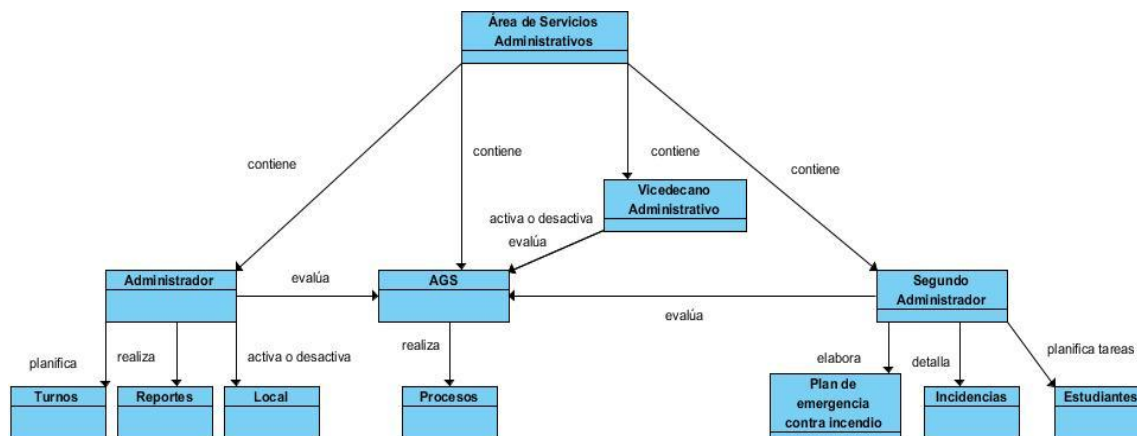 Área de Servicios
Administrativos
contiene
contiene
contiene
contiene
Vicedecano
Administrativo
activa o desactiva
evalúa
Administrador
evalúa
AGS
evalúa
Segundo
Administrador
planifica
realiza
activa o desactiva
realiza
elabora
detalla
planifica tareas
Turnos
Reportes
Local
Procesos
Plan de
emergencia
contra incendio
Incidencias
Estudiantes